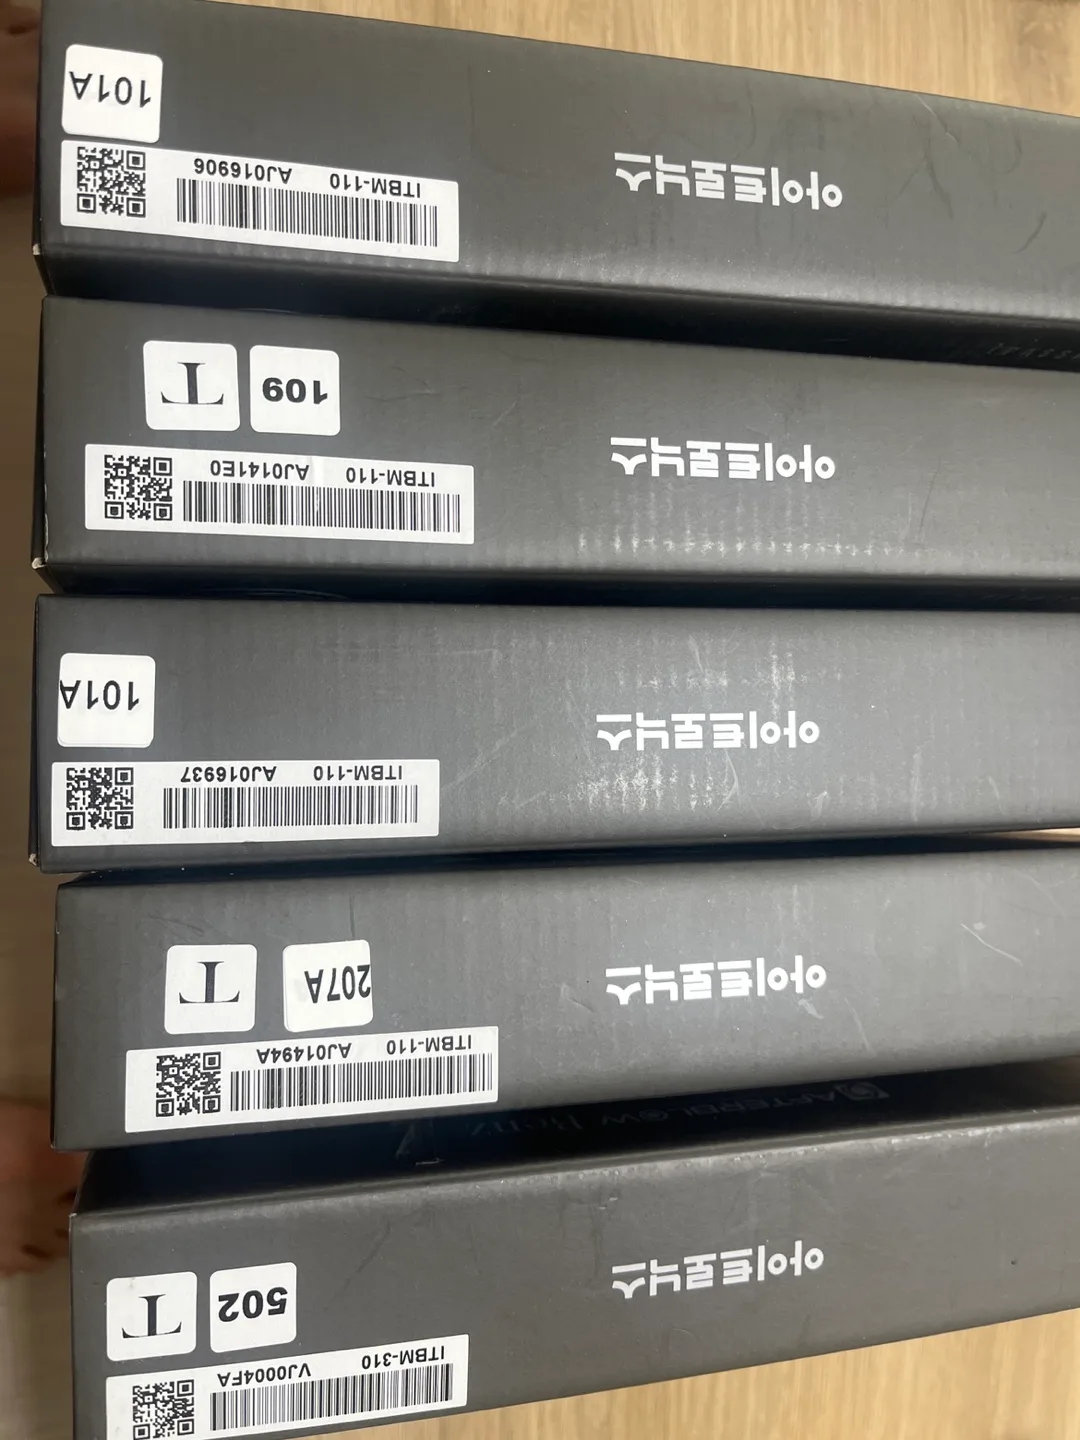 101A
ITBM-110 AJ016906
아이트로닉스
109 T
ITBM-110 AJ0141E0
아이트로닉스
101A
ITBM-110 AJ016937
아이트로닉스
207A T
ITBM-110 AJ01494A
아이트로닉스
AFTERBLOW
502 T
ITBM-310 VJ0004FA
아이트로닉스